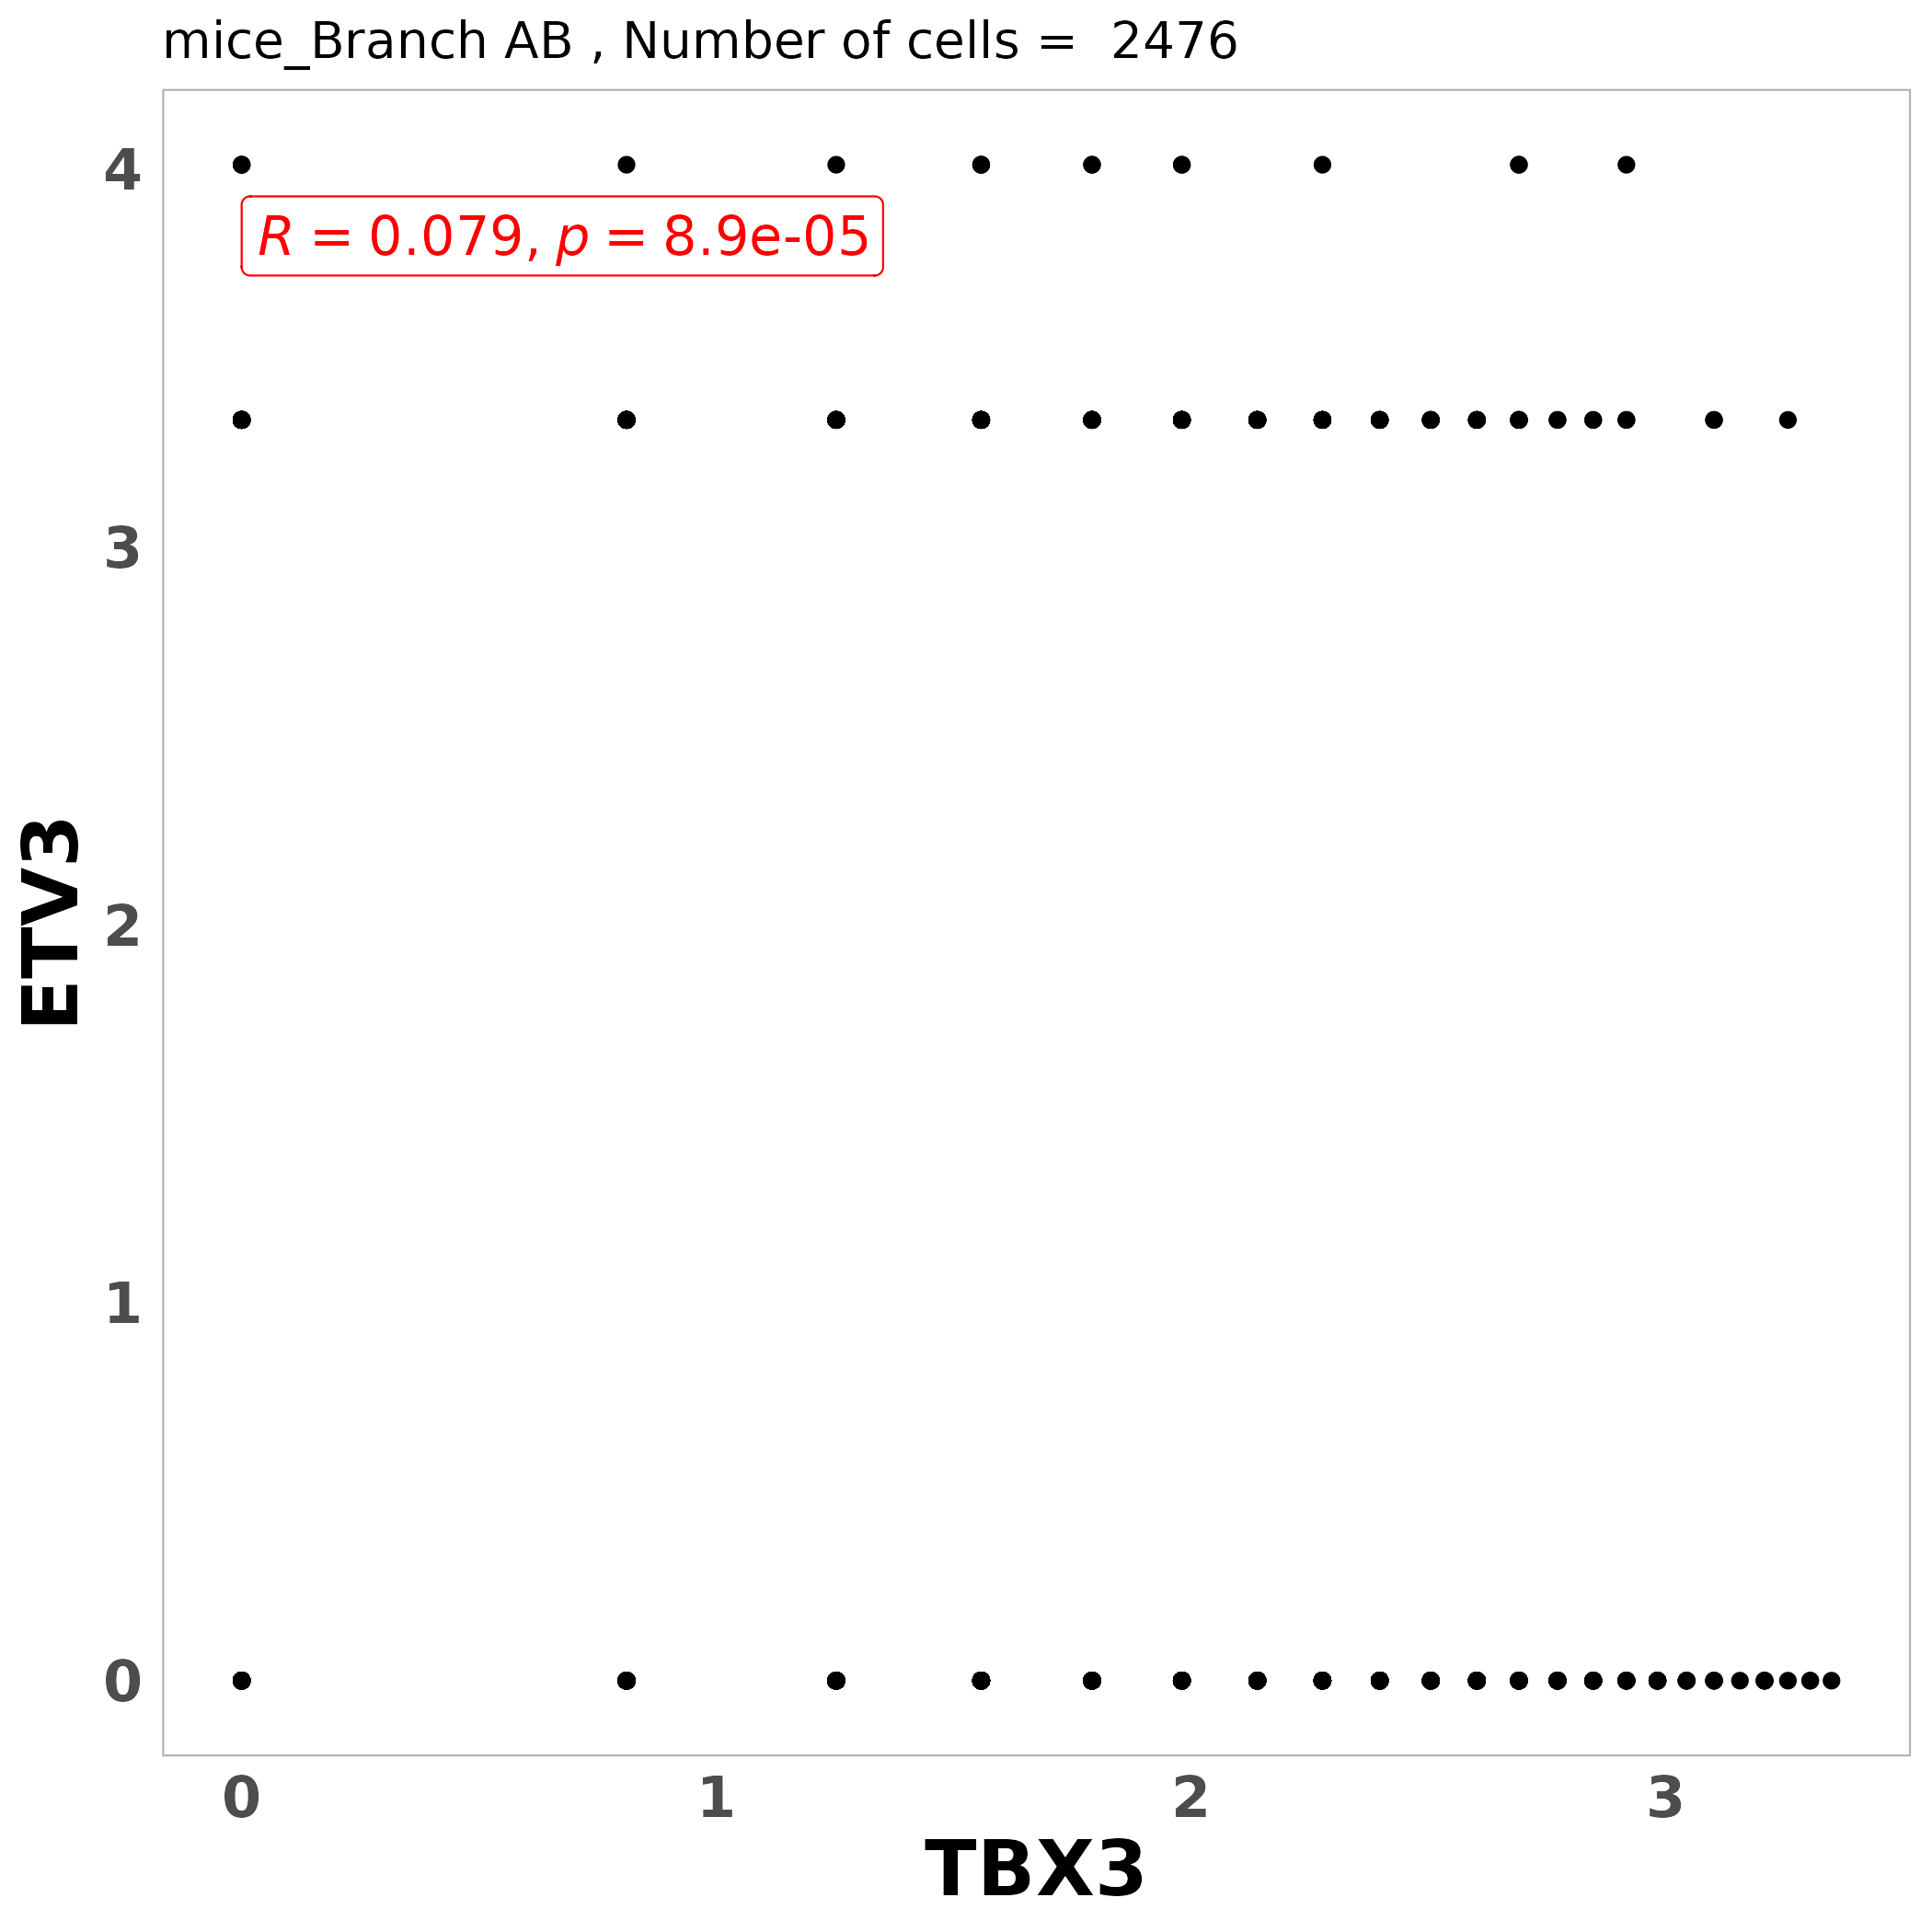 mice_Branch AB , Number of cells =  2476
4
R = 0.079, p = 8.9e-05
3
ETV3
2
1
0
0 1 2 3
TBX3